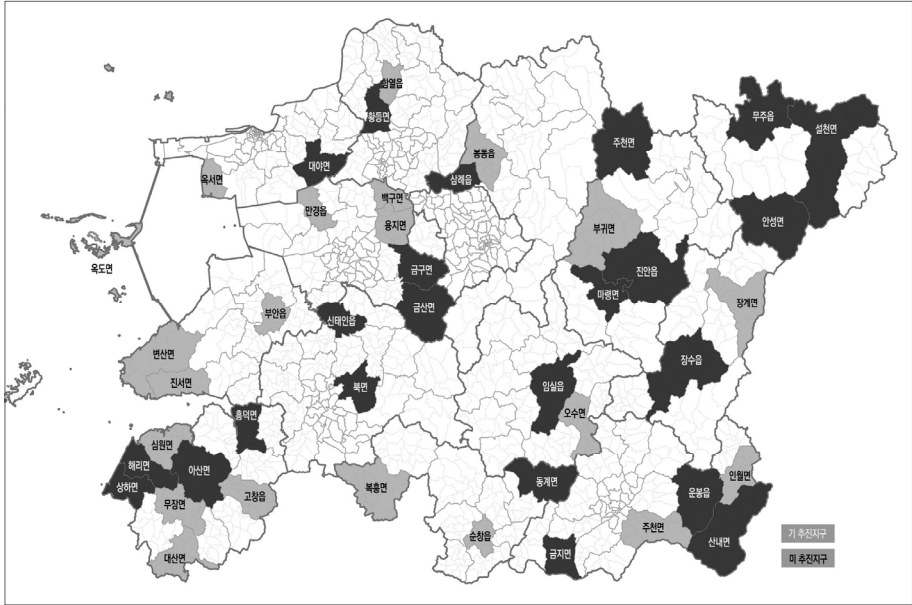 함열읍
황등면
무주읍
설천면
주천면
봉동읍
대야면
삼례읍
옥서면
백구면
만경읍
용지면
안성면
부귀면
금구면
진안읍
옥도면
마령면
장계면
금산면
부안읍
신태인읍
변산면
장수읍
진서면
북면
임실읍
오수면
흥덕면
심원면
해리면
아산면
인월면
동계면
상하면
복흥면
운봉읍
고창읍
무장면
주천면
순창읍
산내면
대산면
금지면
기 추진지구
미 추진지구